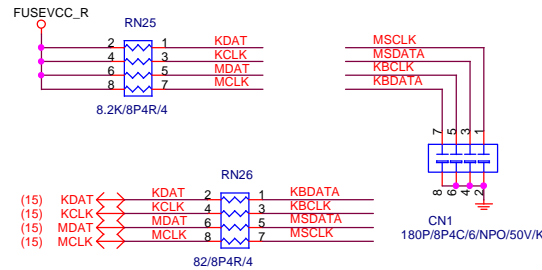 FUSEVCC_R
RN25
2 1 KDAT
4 3 KCLK
6 5 MDAT
8 7 MCLK
8.2K/8P4R/4
MSCLK
MSDATA
KBCLK
KBDATA
7 5 3 1
8 6 4 2
CN1
180P/8P4C/6/NPO/50V/K
RN26
(15) KDAT KDAT 2 1 KBDATA
(15) KCLK KCLK 4 3 KBCLK
(15) MDAT MDAT 6 5 MSDATA
(15) MCLK MCLK 8 7 MSCLK
82/8P4R/4